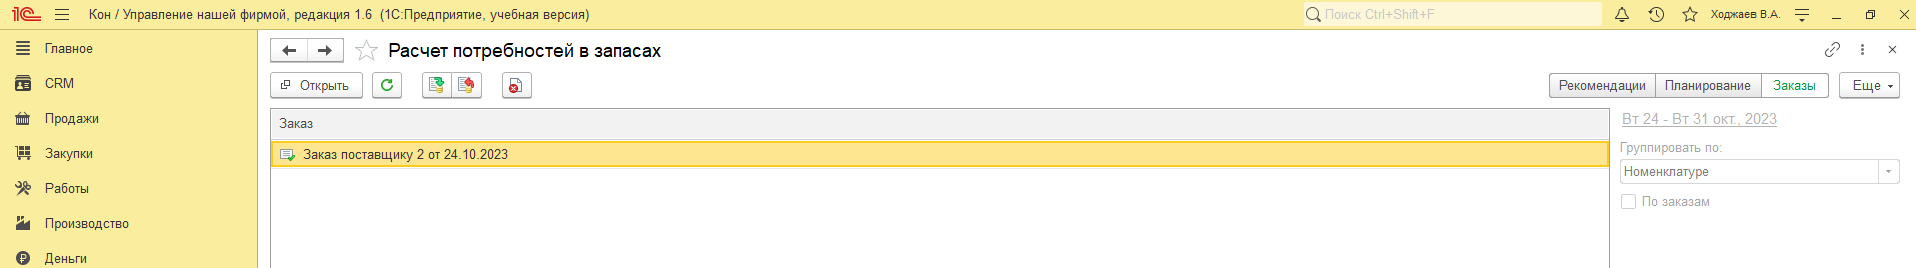 1С Кон / Управление нашей фирмой, редакция 1.6 (1С:Предприятие, учебная версия) Поиск Ctrl+Shift+F Ходжаев В.А.
Главное
CRM
Продажи
Закупки
Работы
Производство
Деньги
Расчет потребностей в запасах
Открыть Рекомендации Планирование Заказы Еще
Заказ
Заказ поставщику 2 от 24.10.2023
Вт 24 - Вт 31 окт., 2023
Группировать по:
Номенклатуре
По заказам